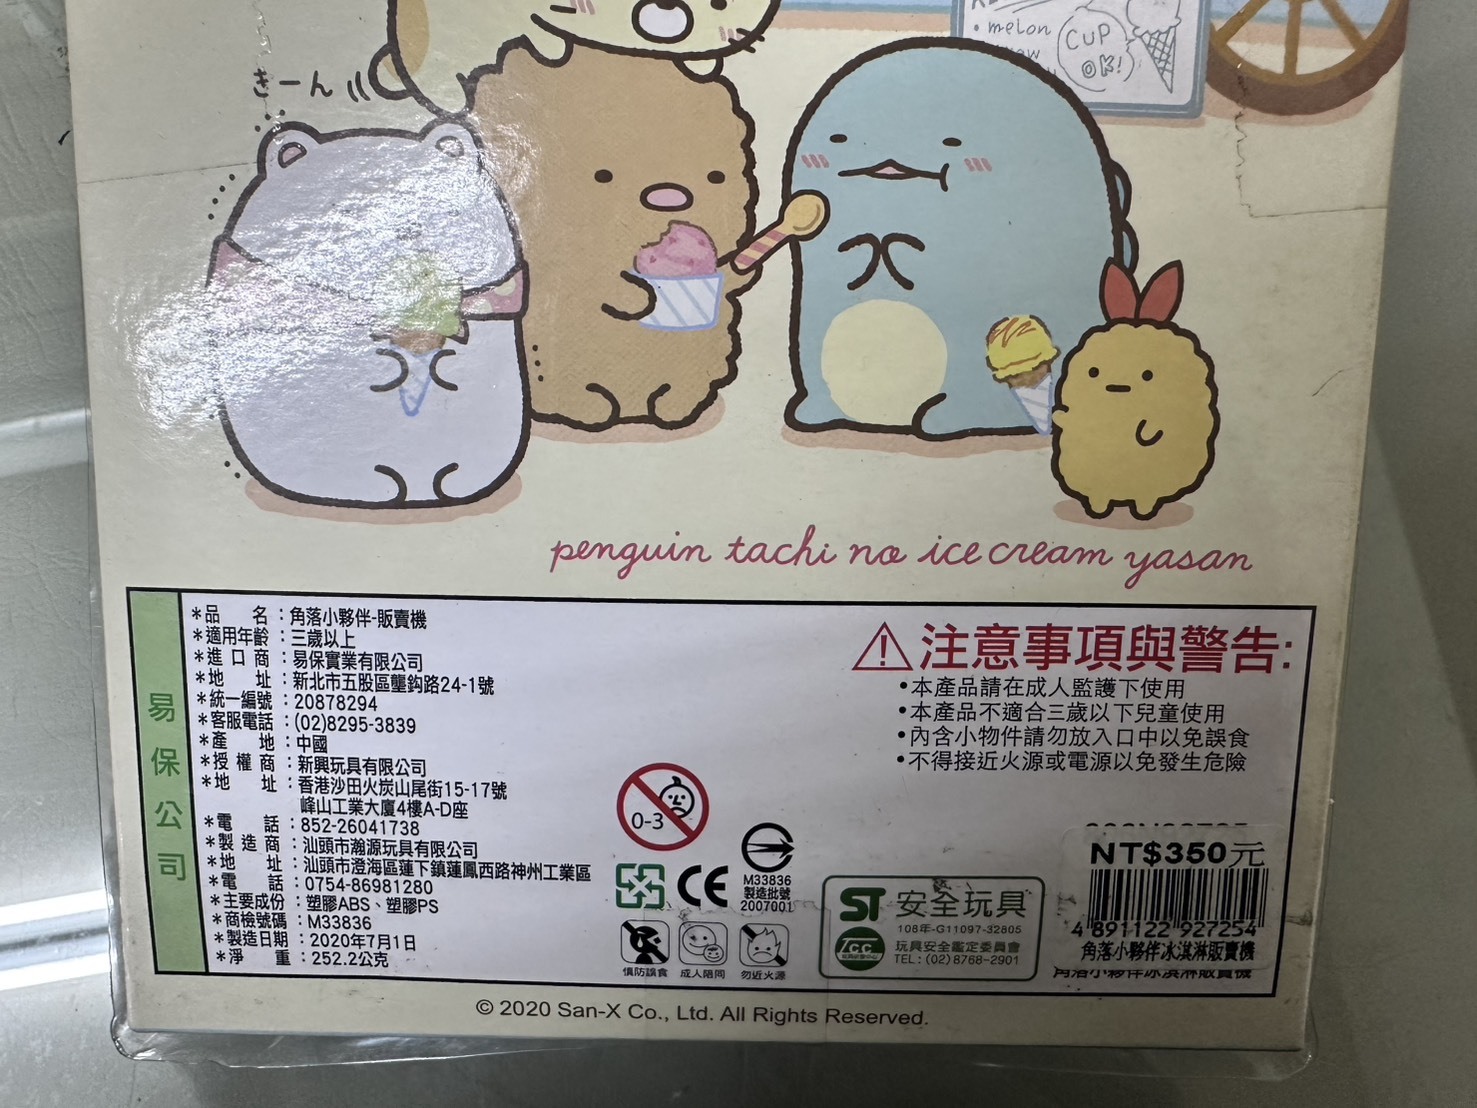 • melon
CUP
OK!
きーん
penguin tachi no ice cream yasan
易保公司
*品 名：角落小夥伴-販賣機
*適用年齡：三歲以上
*進口商：易保實業有限公司
*地 址：新北市五股區壟鈎路24-1號
*統一編號：20878294
*客服電話：(02)8295-3839
*產 地：中國
*授權商：新興玩具有限公司
*地 址：香港沙田火炭山尾街15-17號
峰山工業大廈4樓A-D座
*電 話：852-26041738
*製造商：汕頭市瀚源玩具有限公司
*地 址：汕頭市澄海區蓮下鎮蓮鳳西路神州工業區
*電 話：0754-86981280
*主要成份：塑膠ABS、塑膠PS
*商檢號碼：M33836
*製造日期：2020年7月1日
*淨 重：252.2公克
⚠注意事項與警告:
•本產品請在成人監護下使用
•本產品不適合三歲以下兒童使用
•內含小物件請勿放入口中以免誤食
•不得接近火源或電源以免發生危險
0-3
CE
M33836
製造批號
2007001
慎防誤食 成人陪同 勿近火源
ST 安全玩具
108年-G11097-32805
玩具安全鑑定委員會
TEL：(02)8768-2901
NT$350元
4 891122 927254
角落小夥伴冰淇淋販賣機
角落小夥伴冰淇淋販賣機
© 2020 San-X Co., Ltd. All Rights Reserved.